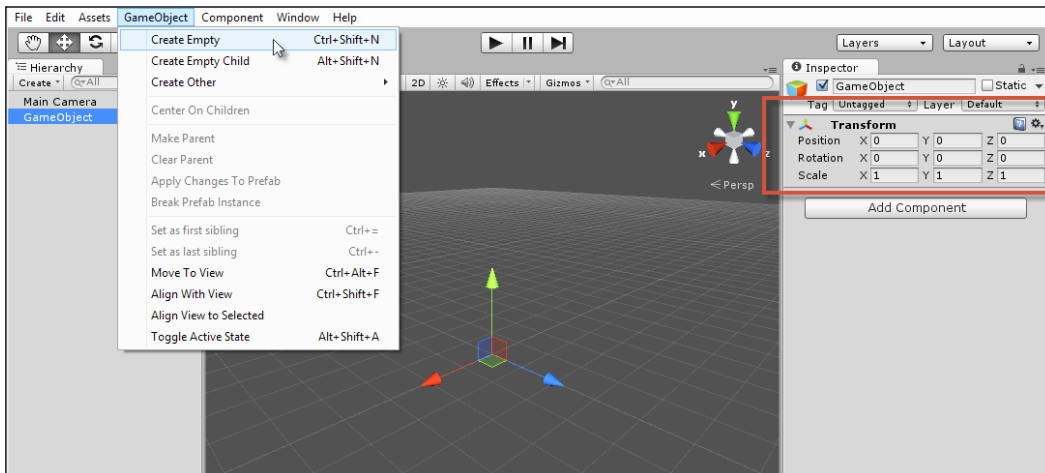 File Edit Assets GameObject Component Window Help
Layers
Layout
Create Empty Ctrl+Shift+N
Create Empty Child Alt+Shift+N
Create Other
Center On Children
Make Parent
Clear Parent
Apply Changes To Prefab
Break Prefab Instance
Set as first sibling Ctrl+=
Set as last sibling Ctrl+-
Move To View Ctrl+Alt+F
Align With View Ctrl+Shift+F
Align View to Selected
Toggle Active State Alt+Shift+A
Hierarchy
Create All
Main Camera
GameObject
2D Effects Gizmos All
y
x z
Persp
Inspector
GameObject Static
Tag Untagged Layer Default
Transform
Position X 0 Y 0 Z 0
Rotation X 0 Y 0 Z 0
Scale X 1 Y 1 Z 1
Add Component